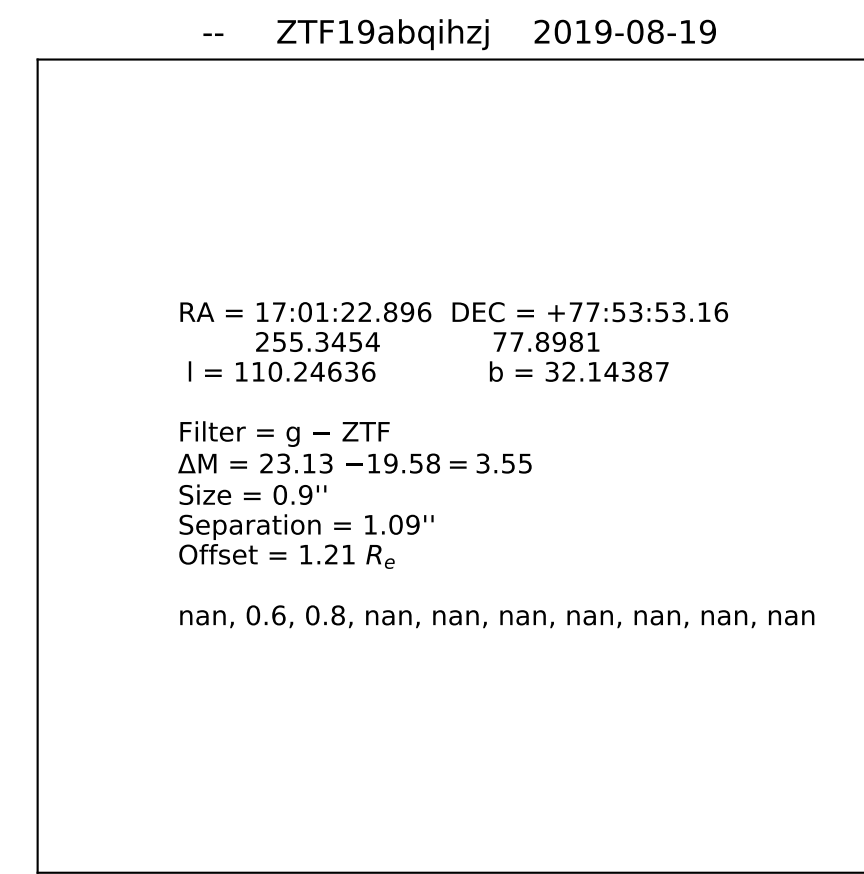 -- ZTF19abqihzj 2019-08-19
RA = 17:01:22.896 DEC = +77:53:53.16
255.3454 77.8981
l = 110.24636 b = 32.14387
Filter = g − ZTF
ΔM = 23.13 −19.58 = 3.55
Size = 0.9''
Separation = 1.09''
Offset = 1.21 Re
nan, 0.6, 0.8, nan, nan, nan, nan, nan, nan, nan